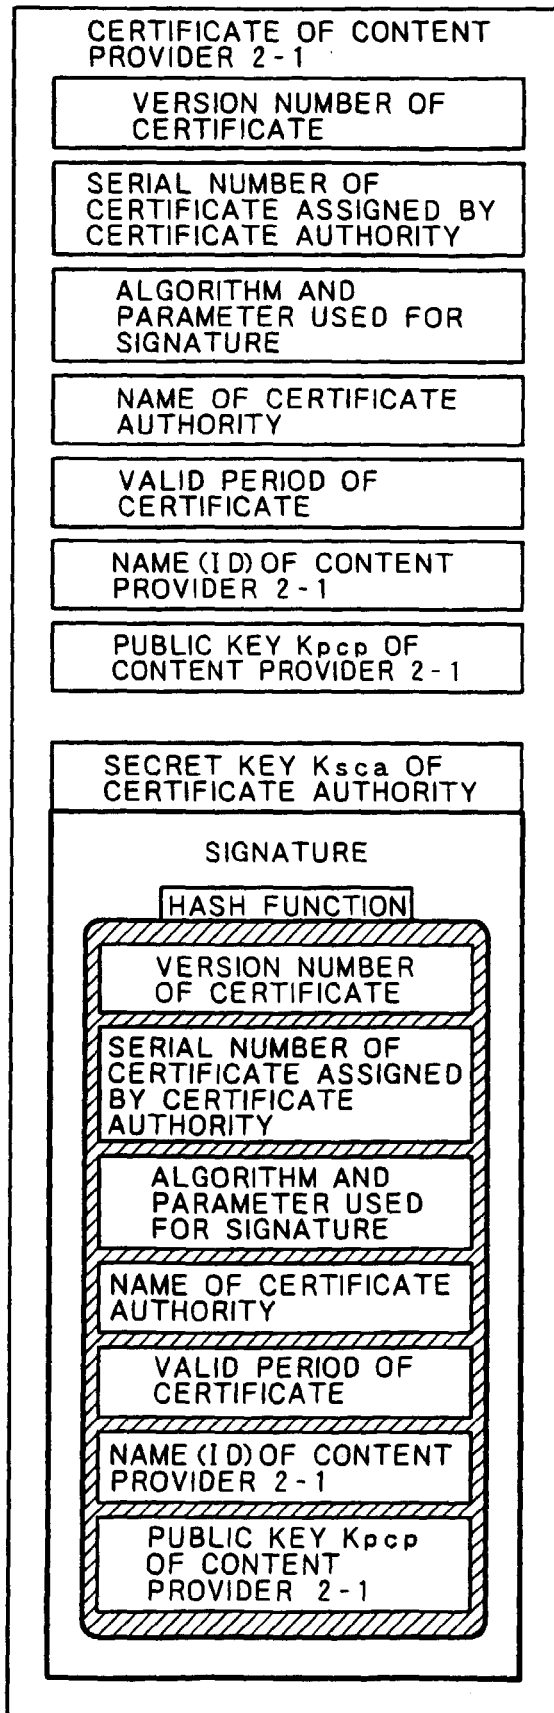 CERTIFICATE OF CONTENT
PROVIDER 2-1
VERSION NUMBER OF
CERTIFICATE
SERIAL NUMBER OF
CERTIFICATE ASSIGNED BY
CERTIFICATE AUTHORITY
ALGORITHM AND
PARAMETER USED FOR
SIGNATURE
NAME OF CERTIFICATE
AUTHORITY
VALID PERIOD OF
CERTIFICATE
NAME(ID)OF CONTENT
PROVIDER 2-1
PUBLIC KEY Kpcp OF
CONTENT PROVIDER 2-1
SECRET KEY Ksca OF
CERTIFICATE AUTHORITY
SIGNATURE
HASH FUNCTION
VERSION NUMBER
OF CERTIFICATE
SERIAL NUMBER OF
CERTIFICATE ASSIGNED
BY CERTIFICATE
AUTHORITY
ALGORITHM AND
PARAMETER USED
FOR SIGNATURE
NAME OF CERTIFICATE
AUTHORITY
VALID PERIOD OF
CERTIFICATE
NAME(ID)OF CONTENT
PROVIDER 2-1
PUBLIC KEY Kpcp
OF CONTENT
PROVIDER 2-1